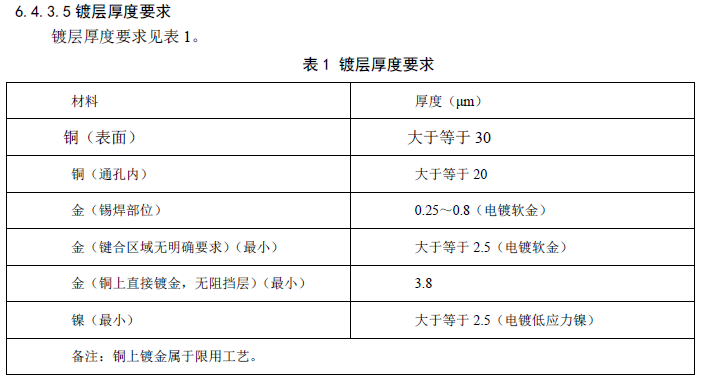 6.4.3.5镀层厚度要求
镀层厚度要求见表 1。
表1 镀层厚度要求
材料 厚度（μm）
铜（表面） 大于等于 30
铜（通孔内） 大于等于 20
金（锡焊部位） 0.25～0.8（电镀软金）
金（键合区域无明确要求）（最小） 大于等于 2.5（电镀软金）
金（铜上直接镀金，无阻挡层）（最小） 3.8
镍（最小） 大于等于 2.5（电镀低应力镍）
备注：铜上镀金属于限用工艺。